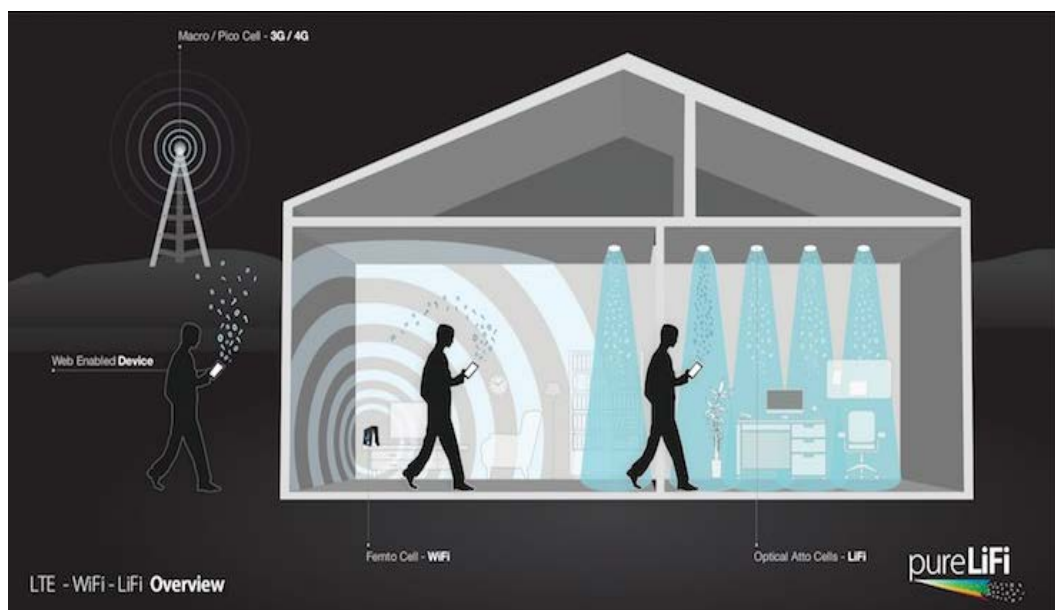 Macro / Pico Cell - 3G / 4G
Web Enabled Device
Femto Cell - WiFi
Optical Atto Cells - LiFi
LTE - WiFi - LiFi Overview
pureLiFi